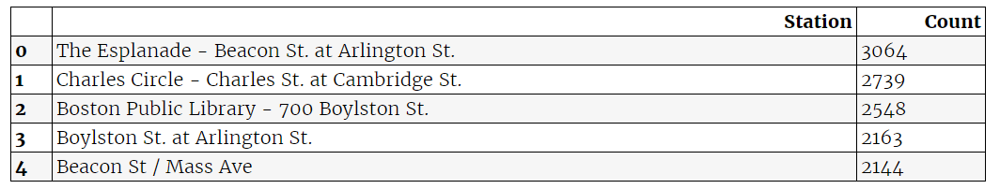 Station Count
0 The Esplanade - Beacon St. at Arlington St. 3064
1 Charles Circle - Charles St. at Cambridge St. 2739
2 Boston Public Library - 700 Boylston St. 2548
3 Boylston St. at Arlington St. 2163
4 Beacon St / Mass Ave 2144